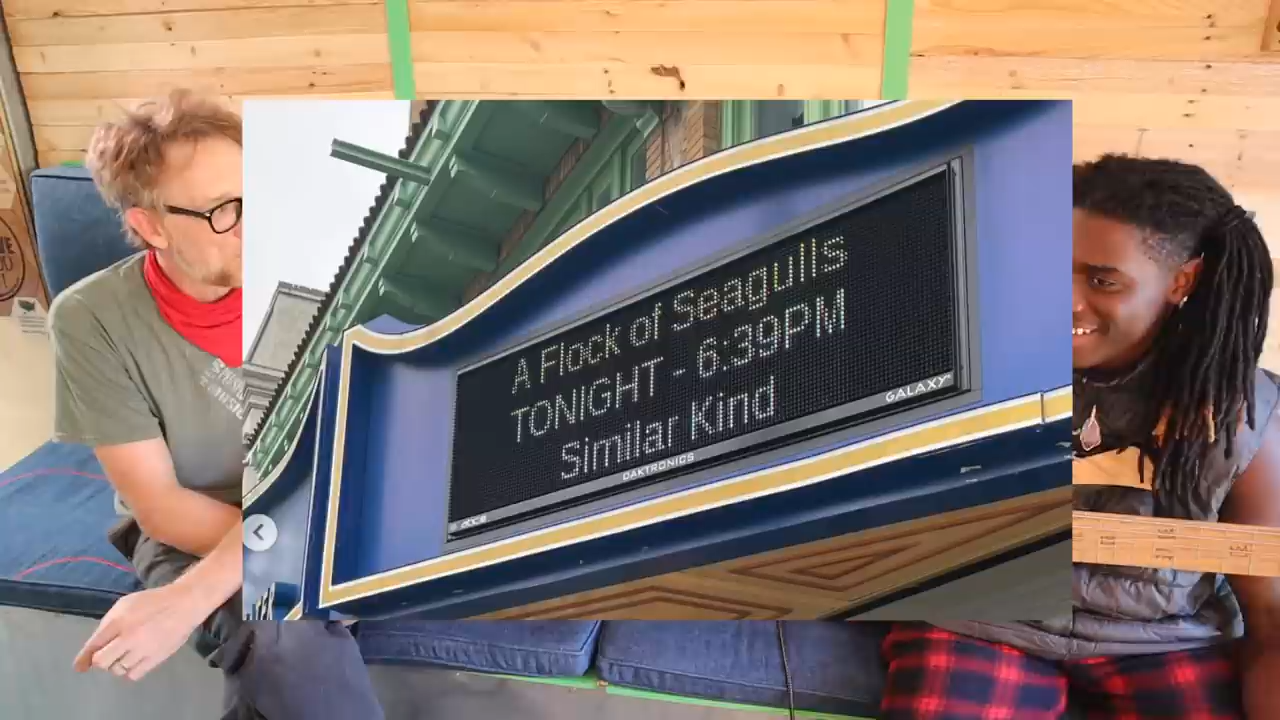 A Flock of Seagulls
TONIGHT - 6:39PM
Similar Kind
GALAXY
DAKTRONICS